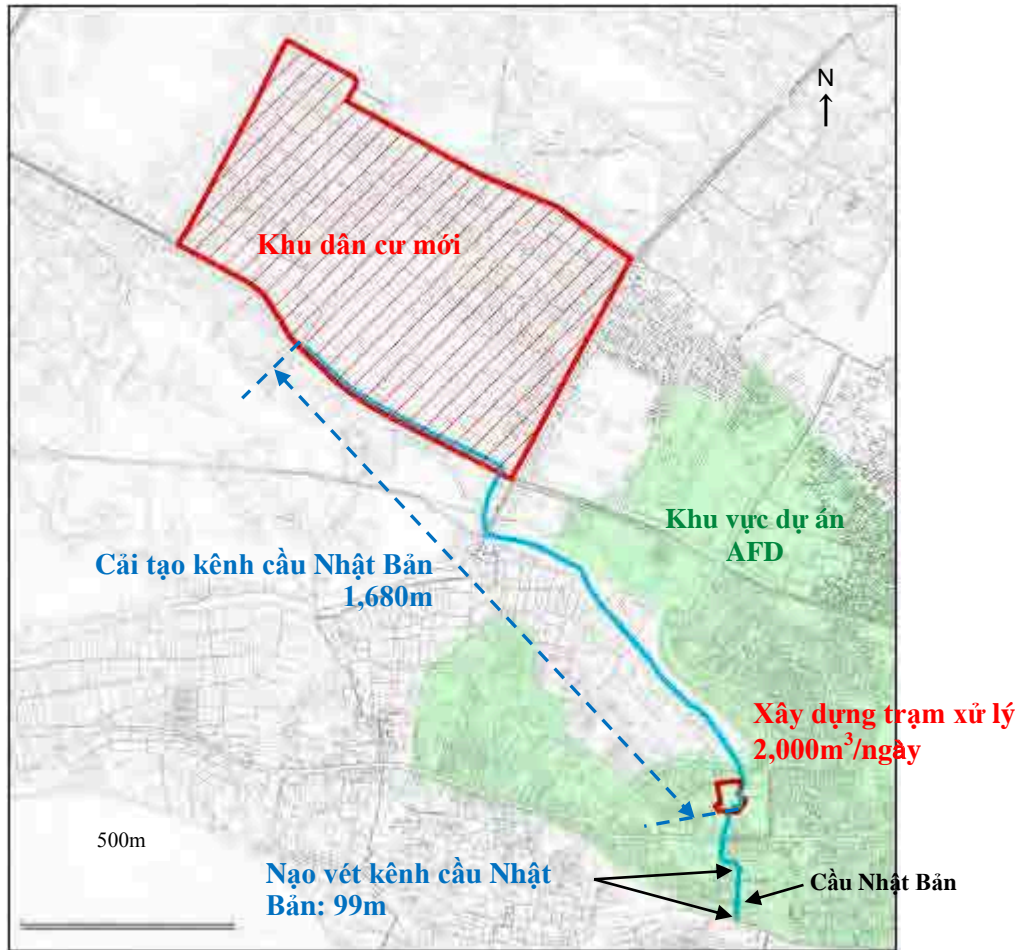 N
Khu dân cư mới
Khu vực dự án
AFD
Cải tạo kênh cầu Nhật Bản
1,680m
Xây dựng trạm xử lý
2,000m³/ngày
500m
Nạo vét kênh cầu Nhật
Bản: 99m
Cầu Nhật Bản